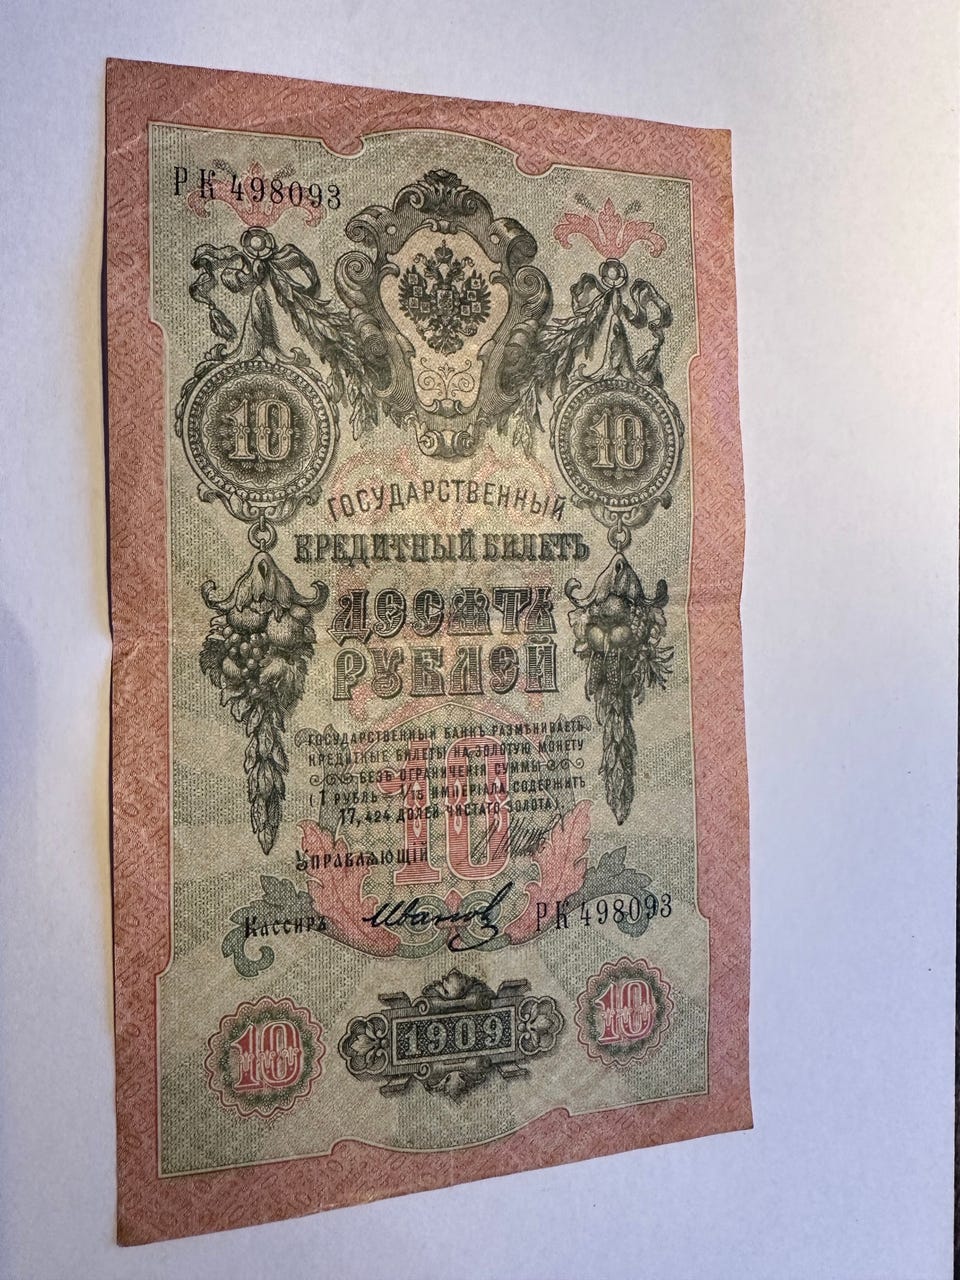 РК 498093
10 10
ГОСУДАРСТВЕННЫЙ
КРЕДИТНЫЙ БИЛЕТЪ
ДЕСЯТЬ
РУБЛЕЙ
10
ГОСУДАРСТВЕННЫЙ БАНКЪ РАЗМѢНИВАЕТЪ
КРЕДИТНЫЕ БИЛЕТЫ НА ЗОЛОТУЮ МОНЕТУ
БЕЗЪ ОГРАНИЧЕНІЯ СУММЫ
(1 РУБЛЬ = 1/15 ИМПЕРІАЛА, СОДЕРЖИТЪ
17,424 ДОЛЕЙ ЧИСТАГО ЗОЛОТА).
УПРАВЛЯЮЩІЙ
Кассиръ Иванов РК 498093
10 1909 10